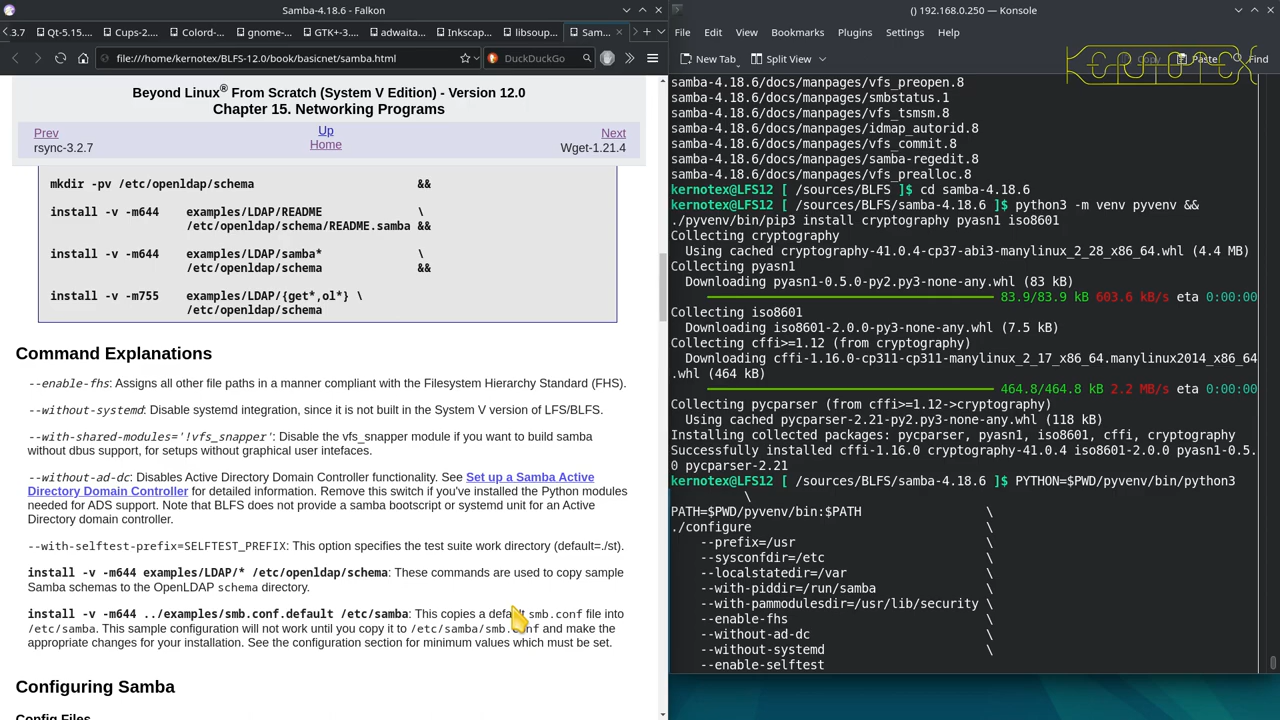 Samba-4.18.6 - Falkon
3.7
Qt-5.15....
Cups-2....
Colord-...
gnome-...
GTK+-3....
adwaita...
Inkscap...
libsoup...
Sam...
file:///home/kernotex/BLFS-12.0/book/basicnet/samba.html
DuckDuckGo
Beyond Linux® From Scratch (System V Edition) - Version 12.0
Chapter 15. Networking Programs
Prev
Up
Next
rsync-3.2.7
Home
Wget-1.21.4
mkdir -pv /etc/openldap/schema &&
install -v -m644 examples/LDAP/README \
/etc/openldap/schema/README.samba &&
install -v -m644 examples/LDAP/samba* \
/etc/openldap/schema &&
install -v -m755 examples/LDAP/{get*,ol*} \
/etc/openldap/schema
Command Explanations
--enable-fhs: Assigns all other file paths in a manner compliant with the Filesystem Hierarchy Standard (FHS).
--without-systemd: Disable systemd integration, since it is not built in the System V version of LFS/BLFS.
--with-shared-modules='!vfs_snapper': Disable the vfs_snapper module if you want to build samba
without dbus support, for setups without graphical user intefaces.
--without-ad-dc: Disables Active Directory Domain Controller functionality. See Set up a Samba Active
Directory Domain Controller for detailed information. Remove this switch if you've installed the Python modules
needed for ADS support. Note that BLFS does not provide a samba bootscript or systemd unit for an Active
Directory domain controller.
--with-selftest-prefix=SELFTEST_PREFIX: This option specifies the test suite work directory (default=./st).
install -v -m644 examples/LDAP/* /etc/openldap/schema: These commands are used to copy sample
Samba schemas to the OpenLDAP schema directory.
install -v -m644 ../examples/smb.conf.default /etc/samba: This copies a default smb.conf file into
/etc/samba. This sample configuration will not work until you copy it to /etc/samba/smb.conf and make the
appropriate changes for your installation. See the configuration section for minimum values which must be set.
Configuring Samba
Config Files
() 192.168.0.250 — Konsole
File Edit View Bookmarks Plugins Settings Help
New Tab
Split View
Copy
Paste
Find
KERNOTEX
samba-4.18.6/docs/manpages/vfs_preopen.8
samba-4.18.6/docs/manpages/smbstatus.1
samba-4.18.6/docs/manpages/vfs_tsmsm.8
samba-4.18.6/docs/manpages/idmap_autorid.8
samba-4.18.6/docs/manpages/vfs_commit.8
samba-4.18.6/docs/manpages/samba-regedit.8
samba-4.18.6/docs/manpages/vfs_prealloc.8
kernotex@LFS12 [ /sources/BLFS ]$ cd samba-4.18.6
kernotex@LFS12 [ /sources/BLFS/samba-4.18.6 ]$ python3 -m venv pyvenv &&
./pyvenv/bin/pip3 install cryptography pyasn1 iso8601
Collecting cryptography
Using cached cryptography-41.0.4-cp37-abi3-manylinux_2_28_x86_64.whl (4.4 MB)
Collecting pyasn1
Downloading pyasn1-0.5.0-py2.py3-none-any.whl (83 kB)
83.9/83.9 kB 603.6 kB/s eta 0:00:00
Collecting iso8601
Downloading iso8601-2.0.0-py3-none-any.whl (7.5 kB)
Collecting cffi>=1.12 (from cryptography)
Downloading cffi-1.16.0-cp311-cp311-manylinux_2_17_x86_64.manylinux2014_x86_64
.whl (464 kB)
464.8/464.8 kB 2.2 MB/s eta 0:00:00
Collecting pycparser (from cffi>=1.12->cryptography)
Using cached pycparser-2.21-py2.py3-none-any.whl (118 kB)
Installing collected packages: pycparser, pyasn1, iso8601, cffi, cryptography
Successfully installed cffi-1.16.0 cryptography-41.0.4 iso8601-2.0.0 pyasn1-0.5.
0 pycparser-2.21
kernotex@LFS12 [ /sources/BLFS/samba-4.18.6 ]$ PYTHON=$PWD/pyvenv/bin/python3
\
PATH=$PWD/pyvenv/bin:$PATH \
./configure \
--prefix=/usr \
--sysconfdir=/etc \
--localstatedir=/var \
--with-piddir=/run/samba \
--with-pammodulesdir=/usr/lib/security \
--enable-fhs \
--without-ad-dc \
--without-systemd \
--enable-selftest